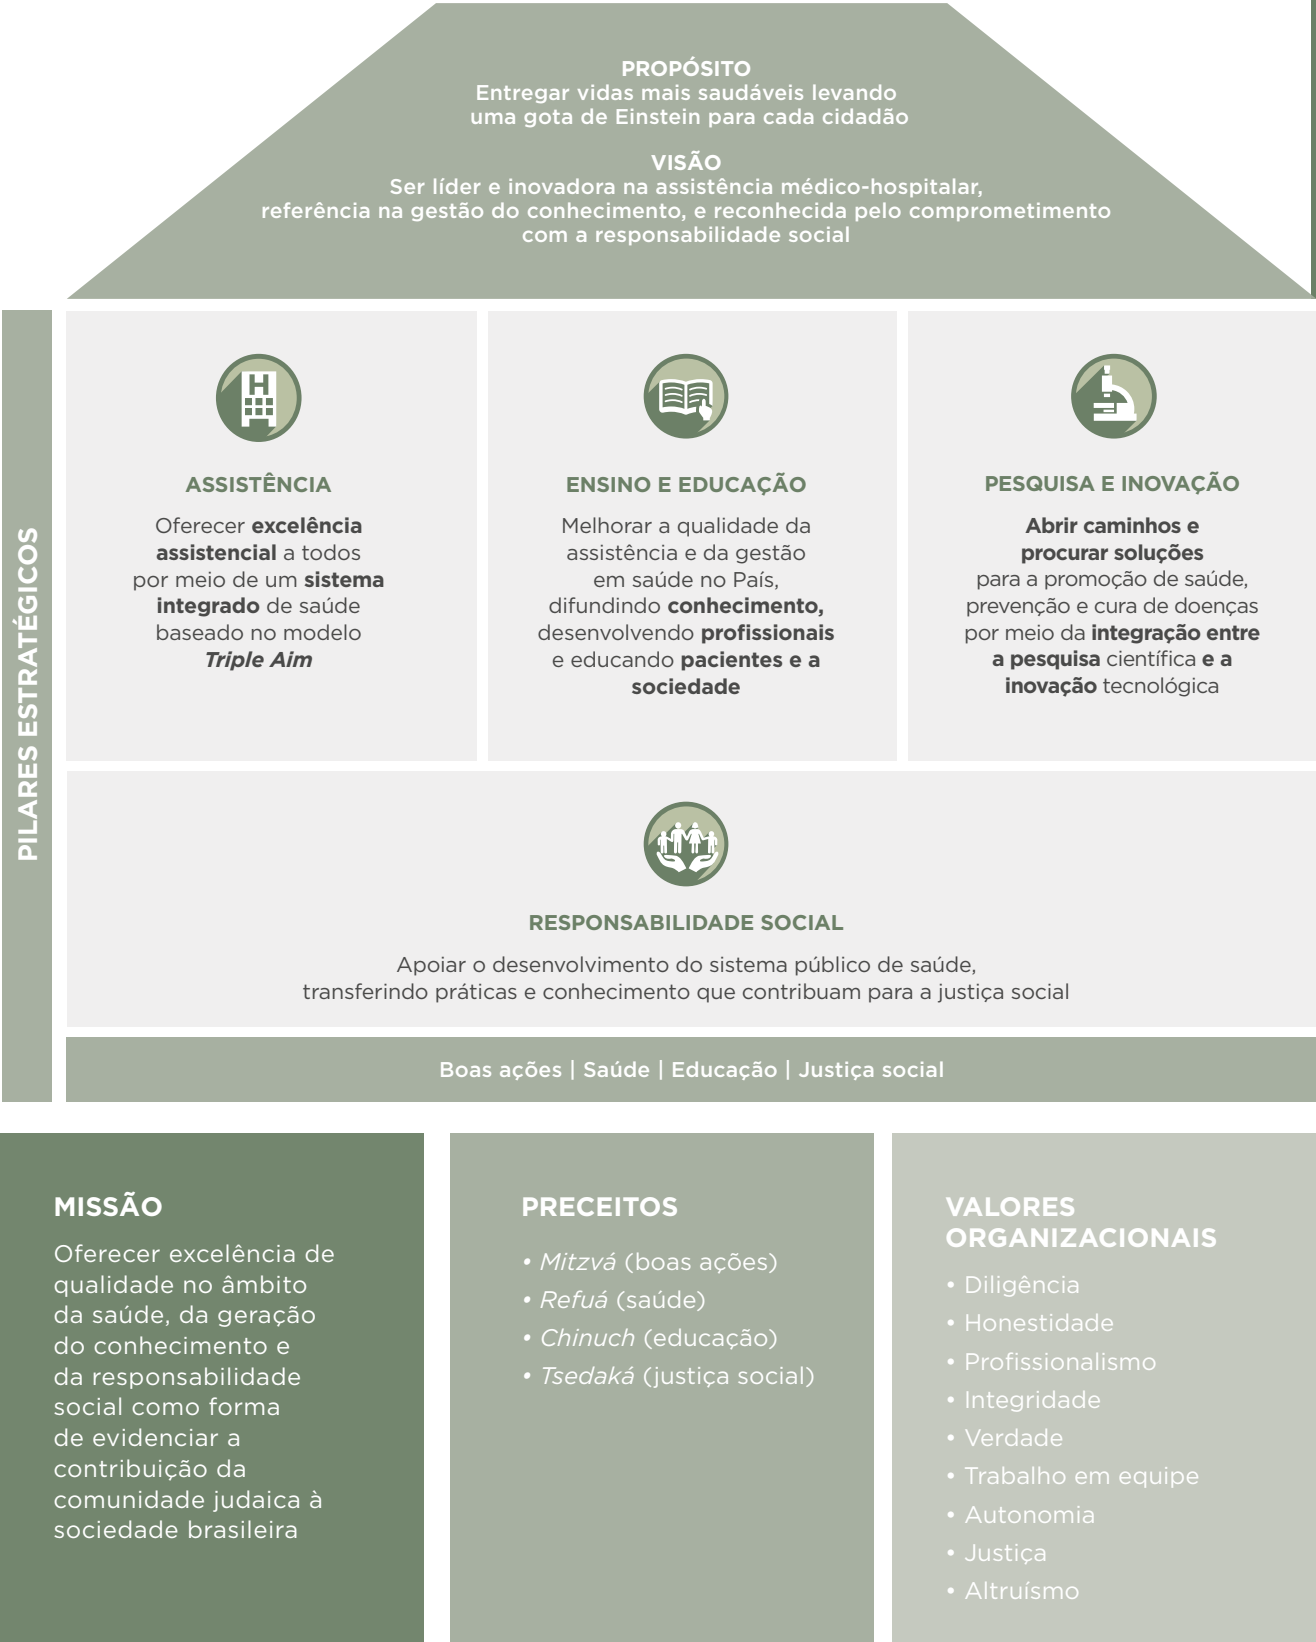 PROPÓSITO
Entregar vidas mais saudáveis levando
uma gota de Einstein para cada cidadão
VISÃO
Ser líder e inovadora na assistência médico-hospitalar,
referência na gestão do conhecimento, e reconhecida pelo comprometimento
com a responsabilidade social
PILARES ESTRATÉGICOS
H
ASSISTÊNCIA
Oferecer excelência
assistencial a todos
por meio de um sistema
integrado de saúde
baseado no modelo
Triple Aim
ENSINO E EDUCAÇÃO
Melhorar a qualidade da
assistência e da gestão
em saúde no País,
difundindo conhecimento,
desenvolvendo profissionais
e educando pacientes e a
sociedade
PESQUISA E INOVAÇÃO
Abrir caminhos e
procurar soluções
para a promoção de saúde,
prevenção e cura de doenças
por meio da integração entre
a pesquisa científica e a
inovação tecnológica
RESPONSABILIDADE SOCIAL
Apoiar o desenvolvimento do sistema público de saúde,
transferindo práticas e conhecimento que contribuam para a justiça social
Boas ações | Saúde | Educação | Justiça social
MISSÃO
Oferecer excelência de
qualidade no âmbito
da saúde, da geração
do conhecimento e
da responsabilidade
social como forma
de evidenciar a
contribuição da
comunidade judaica à
sociedade brasileira
PRECEITOS
• Mitzvá (boas ações)
• Refuá (saúde)
• Chinuch (educação)
• Tsedaká (justiça social)
VALORES
ORGANIZACIONAIS
• Diligência
• Honestidade
• Profissionalismo
• Integridade
• Verdade
• Trabalho em equipe
• Autonomia
• Justiça
• Altruísmo